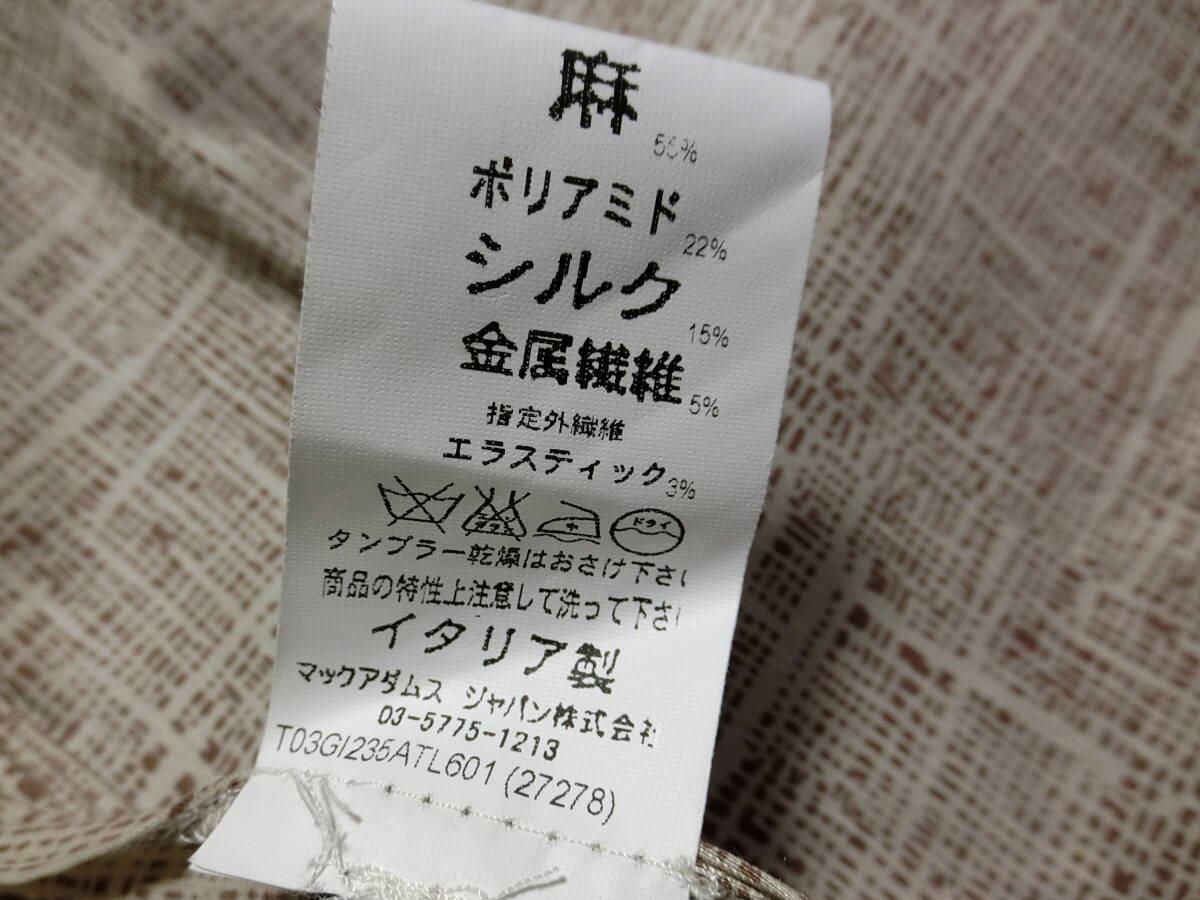 麻
55%
ポリアミド
22%
シルク
15%
金属繊維
5%
指定外繊維
エラスティック
3%
ドライ
タンブラー乾燥はおさけ下さい
商品の特性上注意して洗って下さい
イタリア製
マックアダムス ジャパン株式会社
03-5775-1213
T03GI235ATL601 (27278)